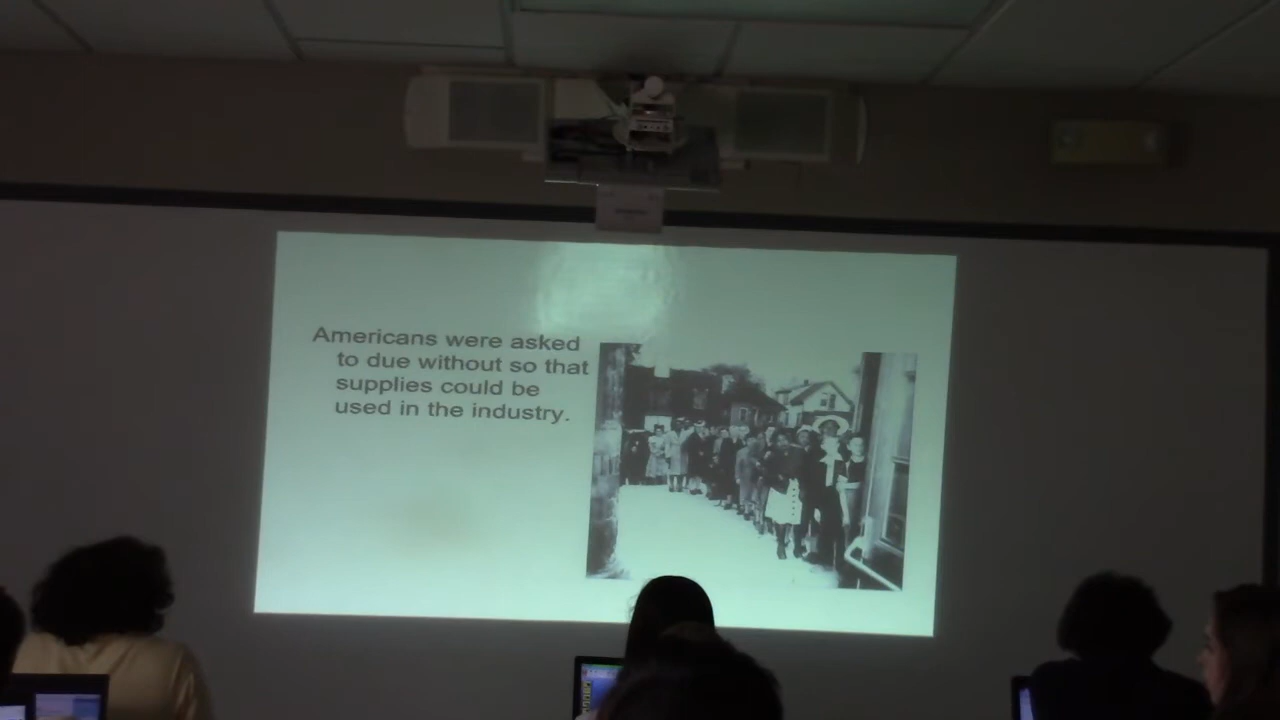 Americans were asked
to due without so that
supplies could be
used in the industry.